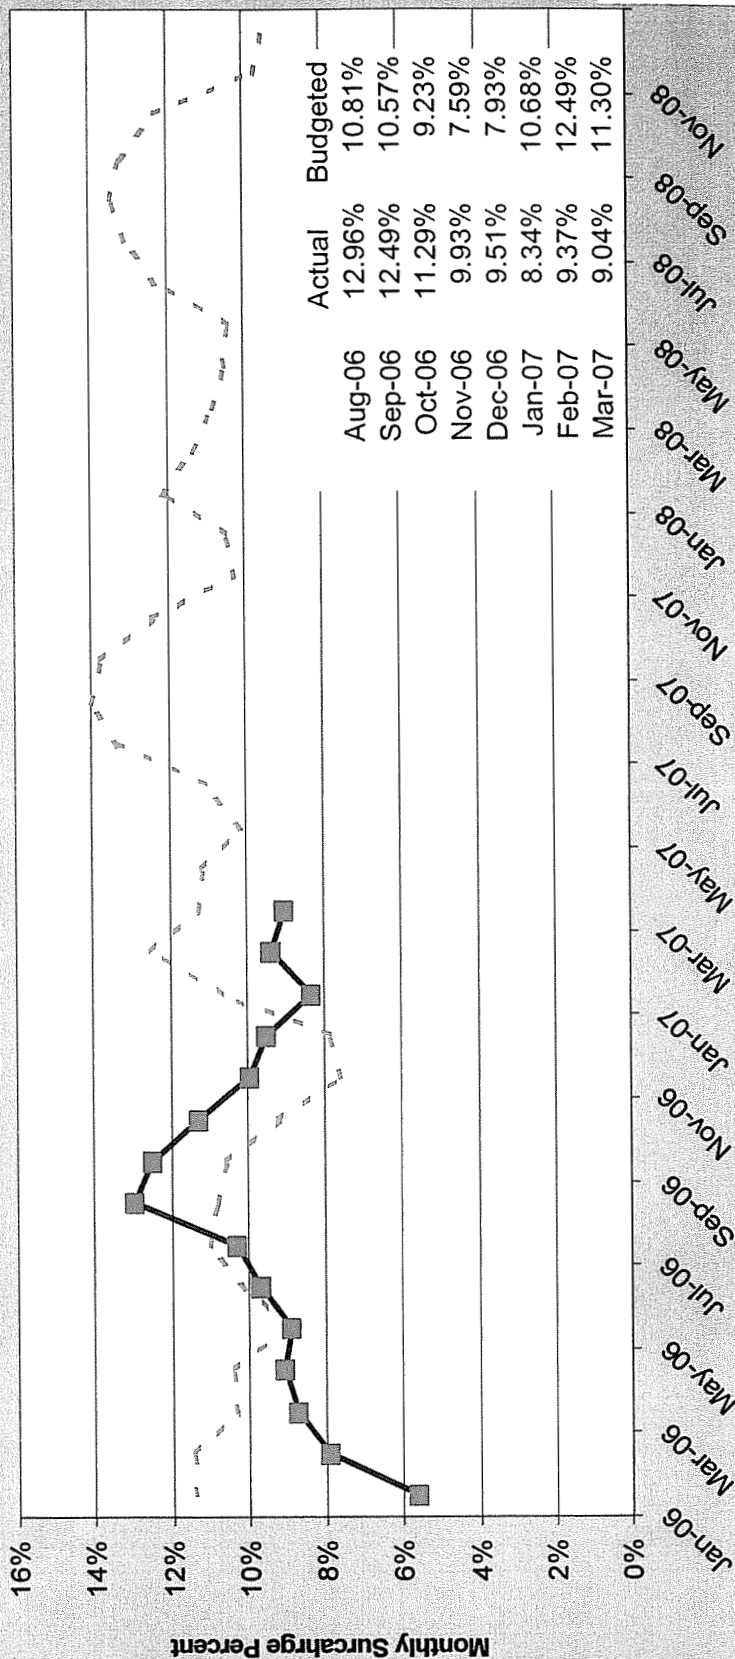 Monthly Surcahrge Percent
16%
14%
12%
10%
8%
6%
4%
2%
0%
Actual Budgeted
Aug-06 12.96% 10.81%
Sep-06 12.49% 10.57%
Oct-06 11.29% 9.23%
Nov-06 9.93% 7.59%
Dec-06 9.51% 7.93%
Jan-07 8.34% 10.68%
Feb-07 9.37% 12.49%
Mar-07 9.04% 11.30%
Jan-06
Mar-06
May-06
Jul-06
Sep-06
Nov-06
Jan-07
Mar-07
May-07
Jul-07
Sep-07
Nov-07
Jan-08
Mar-08
May-08
Jul-08
Sep-08
Nov-08